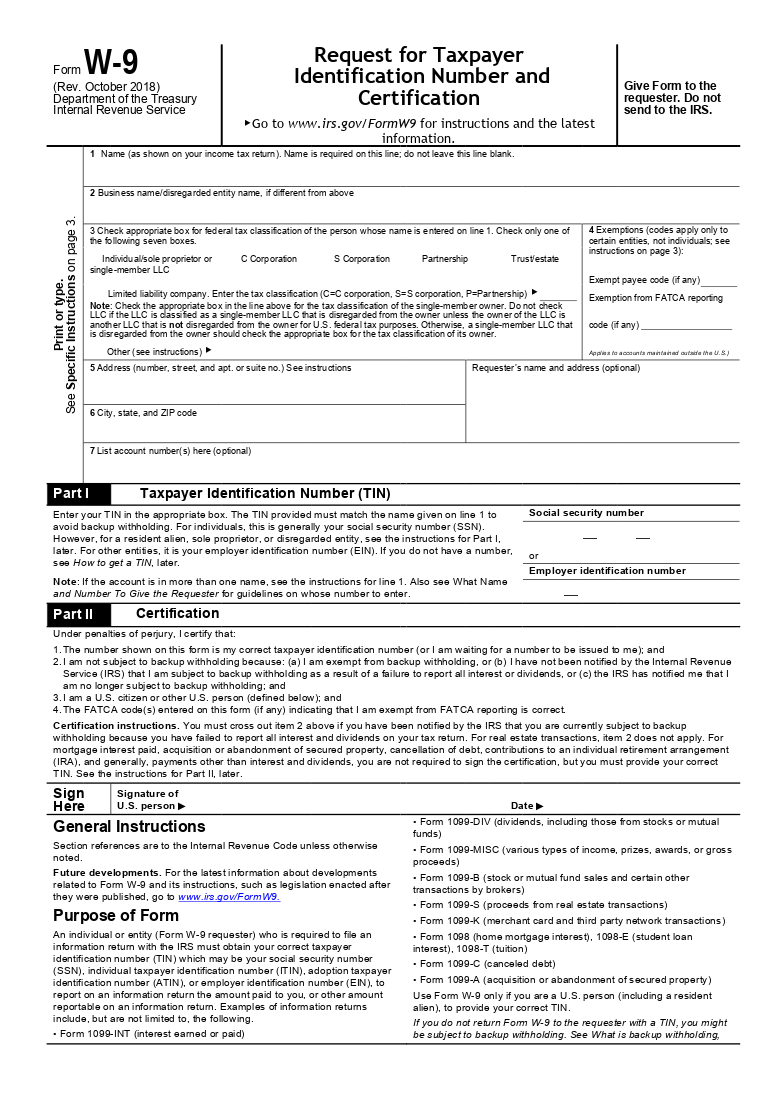 Form W-9
(Rev. October 2018)
Department of the Treasury
Internal Revenue Service
Request for Taxpayer
Identification Number and
Certification
▶Go to www.irs.gov/FormW9 for instructions and the latest
information.
Give Form to the
requester. Do not
send to the IRS.
Print or type.
See Specific Instructions on page 3.
1 Name (as shown on your income tax return). Name is required on this line; do not leave this line blank.
2 Business name/disregarded entity name, if different from above
3 Check appropriate box for federal tax classification of the person whose name is entered on line 1. Check only one of
the following seven boxes.
Individual/sole proprietor or C Corporation S Corporation Partnership Trust/estate
single-member LLC
Limited liability company. Enter the tax classification (C=C corporation, S=S corporation, P=Partnership) ▶
Note: Check the appropriate box in the line above for the tax classification of the single-member owner. Do not check
LLC if the LLC is classified as a single-member LLC that is disregarded from the owner unless the owner of the LLC is
another LLC that is not disregarded from the owner for U.S. federal tax purposes. Otherwise, a single-member LLC that
is disregarded from the owner should check the appropriate box for the tax classification of its owner.
Other (see instructions) ▶
4 Exemptions (codes apply only to
certain entities, not individuals; see
instructions on page 3):
Exempt payee code (if any)
Exemption from FATCA reporting
code (if any)
Applies to accounts maintained outside the U.S.)
5 Address (number, street, and apt. or suite no.) See instructions
Requester's name and address (optional)
6 City, state, and ZIP code
7 List account number(s) here (optional)
Part I Taxpayer Identification Number (TIN)
Enter your TIN in the appropriate box. The TIN provided must match the name given on line 1 to
avoid backup withholding. For individuals, this is generally your social security number (SSN).
However, for a resident alien, sole proprietor, or disregarded entity, see the instructions for Part I,
later. For other entities, it is your employer identification number (EIN). If you do not have a number,
see How to get a TIN, later.
Note: If the account is in more than one name, see the instructions for line 1. Also see What Name
and Number To Give the Requester for guidelines on whose number to enter.
Social security number
— —
or
Employer identification number
—
Part II Certification
Under penalties of perjury, I certify that:
1. The number shown on this form is my correct taxpayer identification number (or I am waiting for a number to be issued to me); and
2. I am not subject to backup withholding because: (a) I am exempt from backup withholding, or (b) I have not been notified by the Internal Revenue
Service (IRS) that I am subject to backup withholding as a result of a failure to report all interest or dividends, or (c) the IRS has notified me that I
am no longer subject to backup withholding; and
3. I am a U.S. citizen or other U.S. person (defined below); and
4. The FATCA code(s) entered on this form (if any) indicating that I am exempt from FATCA reporting is correct.
Certification instructions. You must cross out item 2 above if you have been notified by the IRS that you are currently subject to backup
withholding because you have failed to report all interest and dividends on your tax return. For real estate transactions, item 2 does not apply. For
mortgage interest paid, acquisition or abandonment of secured property, cancellation of debt, contributions to an individual retirement arrangement
(IRA), and generally, payments other than interest and dividends, you are not required to sign the certification, but you must provide your correct
TIN. See the instructions for Part II, later.
Sign
Here
Signature of
U.S. person ▶
Date ▶
General Instructions
Section references are to the Internal Revenue Code unless otherwise
noted.
Future developments. For the latest information about developments
related to Form W-9 and its instructions, such as legislation enacted after
they were published, go to www.irs.gov/FormW9.
Purpose of Form
An individual or entity (Form W-9 requester) who is required to file an
information return with the IRS must obtain your correct taxpayer
identification number (TIN) which may be your social security number
(SSN), individual taxpayer identification number (ITIN), adoption taxpayer
identification number (ATIN), or employer identification number (EIN), to
report on an information return the amount paid to you, or other amount
reportable on an information return. Examples of information returns
include, but are not limited to, the following.
• Form 1099-INT (interest earned or paid)
• Form 1099-DIV (dividends, including those from stocks or mutual
funds)
• Form 1099-MISC (various types of income, prizes, awards, or gross
proceeds)
• Form 1099-B (stock or mutual fund sales and certain other
transactions by brokers)
• Form 1099-S (proceeds from real estate transactions)
• Form 1099-K (merchant card and third party network transactions)
• Form 1098 (home mortgage interest), 1098-E (student loan
interest), 1098-T (tuition)
• Form 1099-C (canceled debt)
• Form 1099-A (acquisition or abandonment of secured property)
Use Form W-9 only if you are a U.S. person (including a resident
alien), to provide your correct TIN.
If you do not return Form W-9 to the requester with a TIN, you might
be subject to backup withholding. See What is backup withholding,